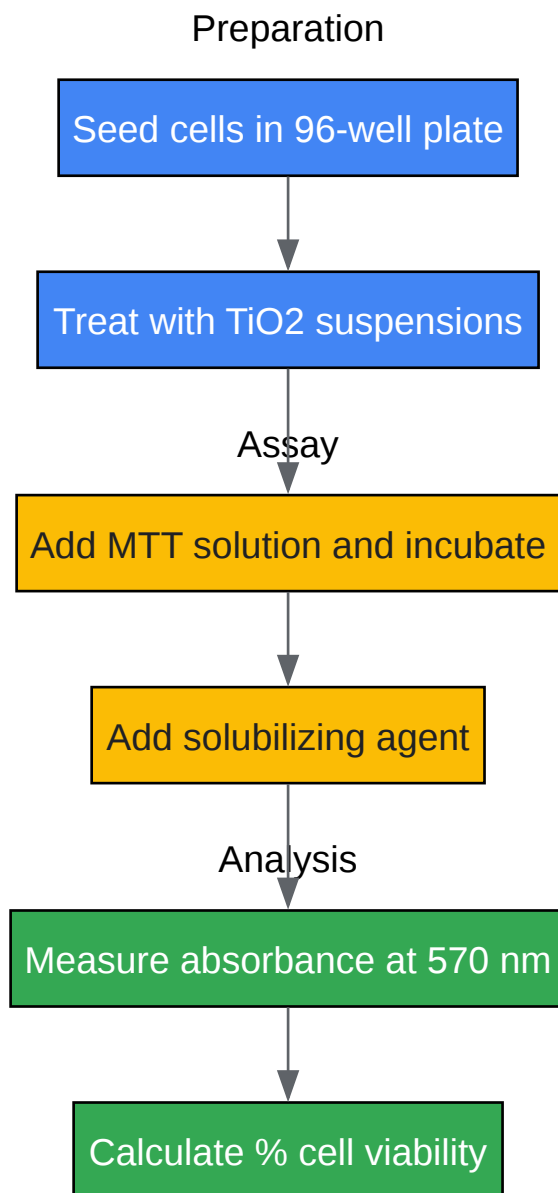 Preparation
Seed cells in 96-well plate
Treat with TiO2 suspensions
Assay
Add MTT solution and incubate
Add solubilizing agent
Analysis
Measure absorbance at 570 nm
Calculate % cell viability